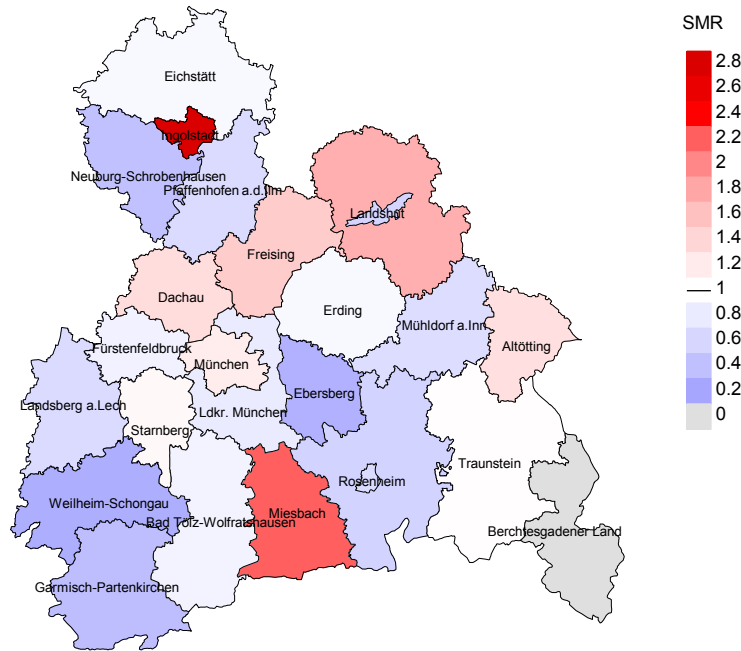 SMR
2.8
2.6
2.4
2.2
2
1.8
1.6
1.4
1.2
1
0.8
0.6
0.4
0.2
0
Eichstätt
Ingolstadt
Neuburg-Schrobenhausen
Pfaffenhofen a.d.Ilm
Landshut
Freising
Dachau
Erding
Mühldorf a.Inn
Altötting
Fürstenfeldbruck
München
Ebersberg
Landsberg a.Lech
Ldkr. München
Starnberg
Traunstein
Rosenheim
Weilheim-Schongau
Miesbach
Bad Tölz-Wolfratshausen
Berchtesgadener Land
Garmisch-Partenkirchen